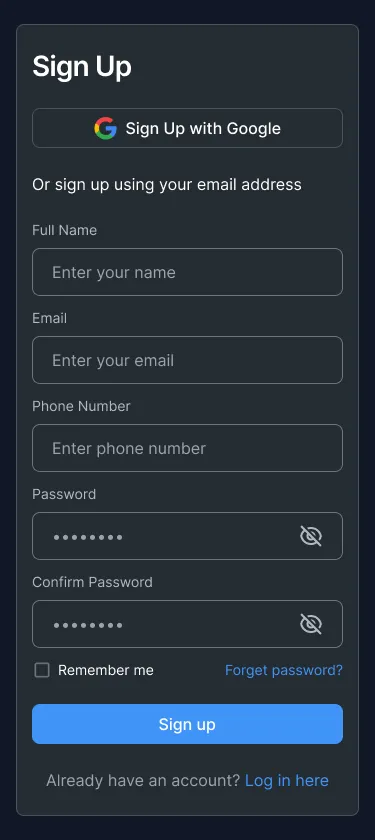 Sign Up
Sign Up with Google
Or sign up using your email address
Full Name
Enter your name
Email
Enter your email
Phone Number
Enter phone number
Password
••••••••
Confirm Password
••••••••
Remember me Forget password?
Sign up
Already have an account? Log in here